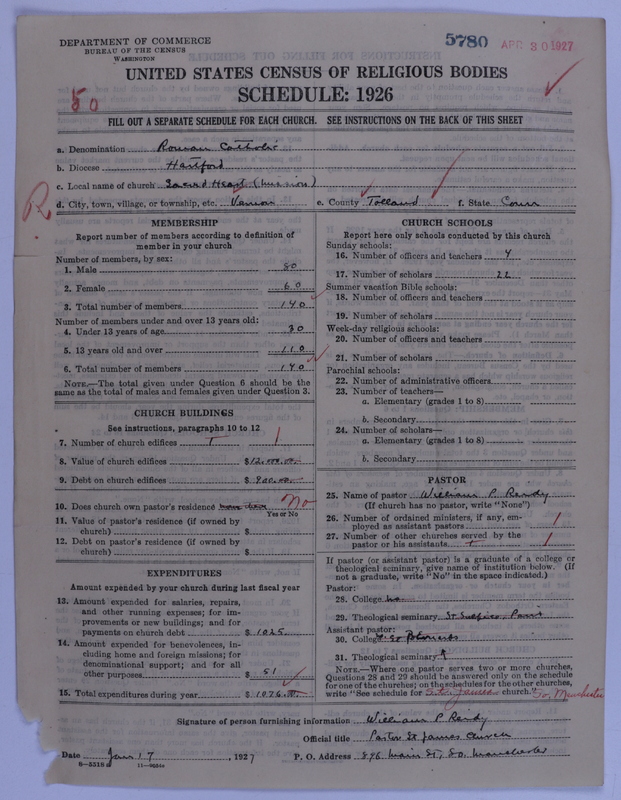 DEPARTMENT OF COMMERCE
BUREAU OF THE CENSUS
WASHINGTON
5780 APR 30 1927
UNITED STATES CENSUS OF RELIGIOUS BODIES
SCHEDULE: 1926
50
FILL OUT A SEPARATE SCHEDULE FOR EACH CHURCH. SEE INSTRUCTIONS ON THE BACK OF THIS SHEET
a. Denomination Roman Catholic
b. Diocese Hartford
c. Local name of church Sacred Heart (mission)
R.
d. City, town, village, or township, etc. Vernon e. County Tolland f. State Conn
MEMBERSHIP
Report number of members according to definition of
member in your church
Number of members, by sex:
1. Male 80
2. Female 60
3. Total number of members 140
Number of members under and over 13 years old:
4. Under 13 years of age 30
5. 13 years old and over 110
6. Total number of members 140
NOTE.—The total given under Question 6 should be the
same as the total of males and females given under Question 3.
CHURCH BUILDINGS
See instructions, paragraphs 10 to 12
7. Number of church edifices 1 1
8. Value of church edifices $12,000.00
9. Debt on church edifices $900.00
10. Does church own pastor's residence No
Yes or No
11. Value of pastor's residence (if owned by
church) $
12. Debt on pastor's residence (if owned by
church) $
EXPENDITURES
Amount expended by your church during last fiscal year
13. Amount expended for salaries, repairs,
and other running expenses; for im-
provements or new buildings; and for
payments on church debt $1025.
14. Amount expended for benevolences, in-
cluding home and foreign missions; for
denominational support; and for all
other purposes $51
15. Total expenditures during year $1076.
CHURCH SCHOOLS
Report here only schools conducted by this church
Sunday schools:
16. Number of officers and teachers 4
17. Number of scholars 22
Summer vacation Bible schools:
18. Number of officers and teachers
19. Number of scholars
Week-day religious schools:
20. Number of officers and teachers
21. Number of scholars
Parochial schools:
22. Number of administrative officers
23. Number of teachers—
a. Elementary (grades 1 to 8)
b. Secondary
24. Number of scholars—
a. Elementary (grades 1 to 8)
b. Secondary
PASTOR
25. Name of pastor William P. Reidy
(If church has no pastor, write "None")
26. Number of ordained ministers, if any, em-
ployed as assistant pastors 1
27. Number of other churches served by the
pastor or his assistants 1 1
If pastor (or assistant pastor) is a graduate of a college or
theological seminary, give name of institution below. (If
not a graduate, write "No" in the space indicated.)
Pastor:
28. College no
29. Theological seminary St Sulpice, Paris
Assistant pastor:
30. College
31. Theological seminary
NOTE.—Where one pastor serves two or more churches,
Questions 28 and 29 should be answered only on the schedule
for one of the churches; on the schedules for the other churches,
write "See schedule for St. James church." So. Manchester
Signature of person furnishing information William P. Reidy
Official title Pastor St James Church
Date Jan 17, 1927 P. O. Address 896 Main St, So. Manchester
8-5318